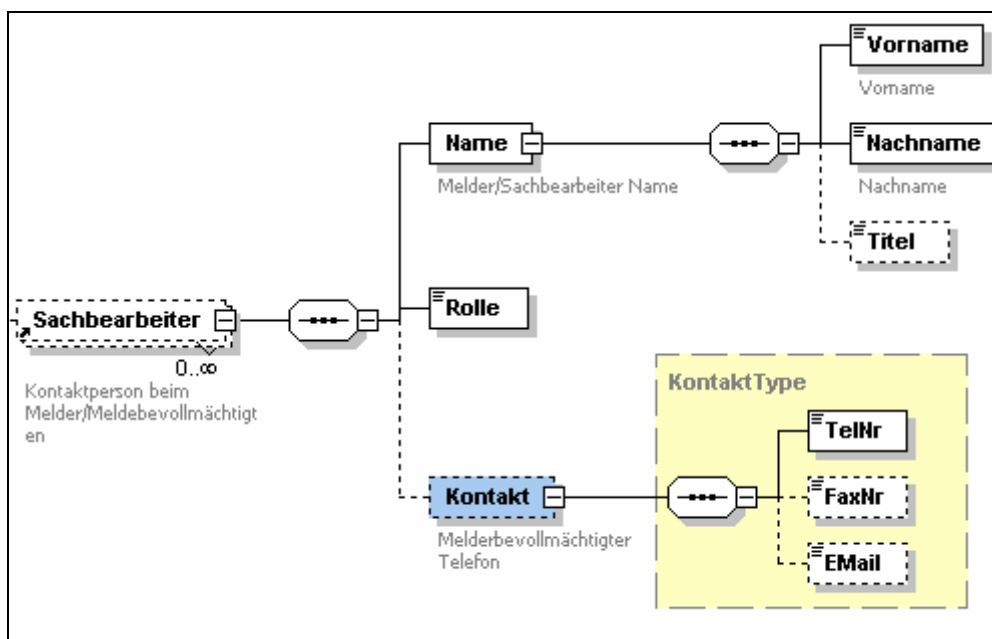 Vorname
Vorname
Name
Nachname
Melder/Sachbearbeiter Name
Nachname
Titel
Rolle
Sachbearbeiter
0..∞
Kontaktperson beim
Melder/Meldebevollmächtigt
en
KontaktType
TelNr
Kontakt
FaxNr
Melderbevollmächtigter
Telefon
EMail